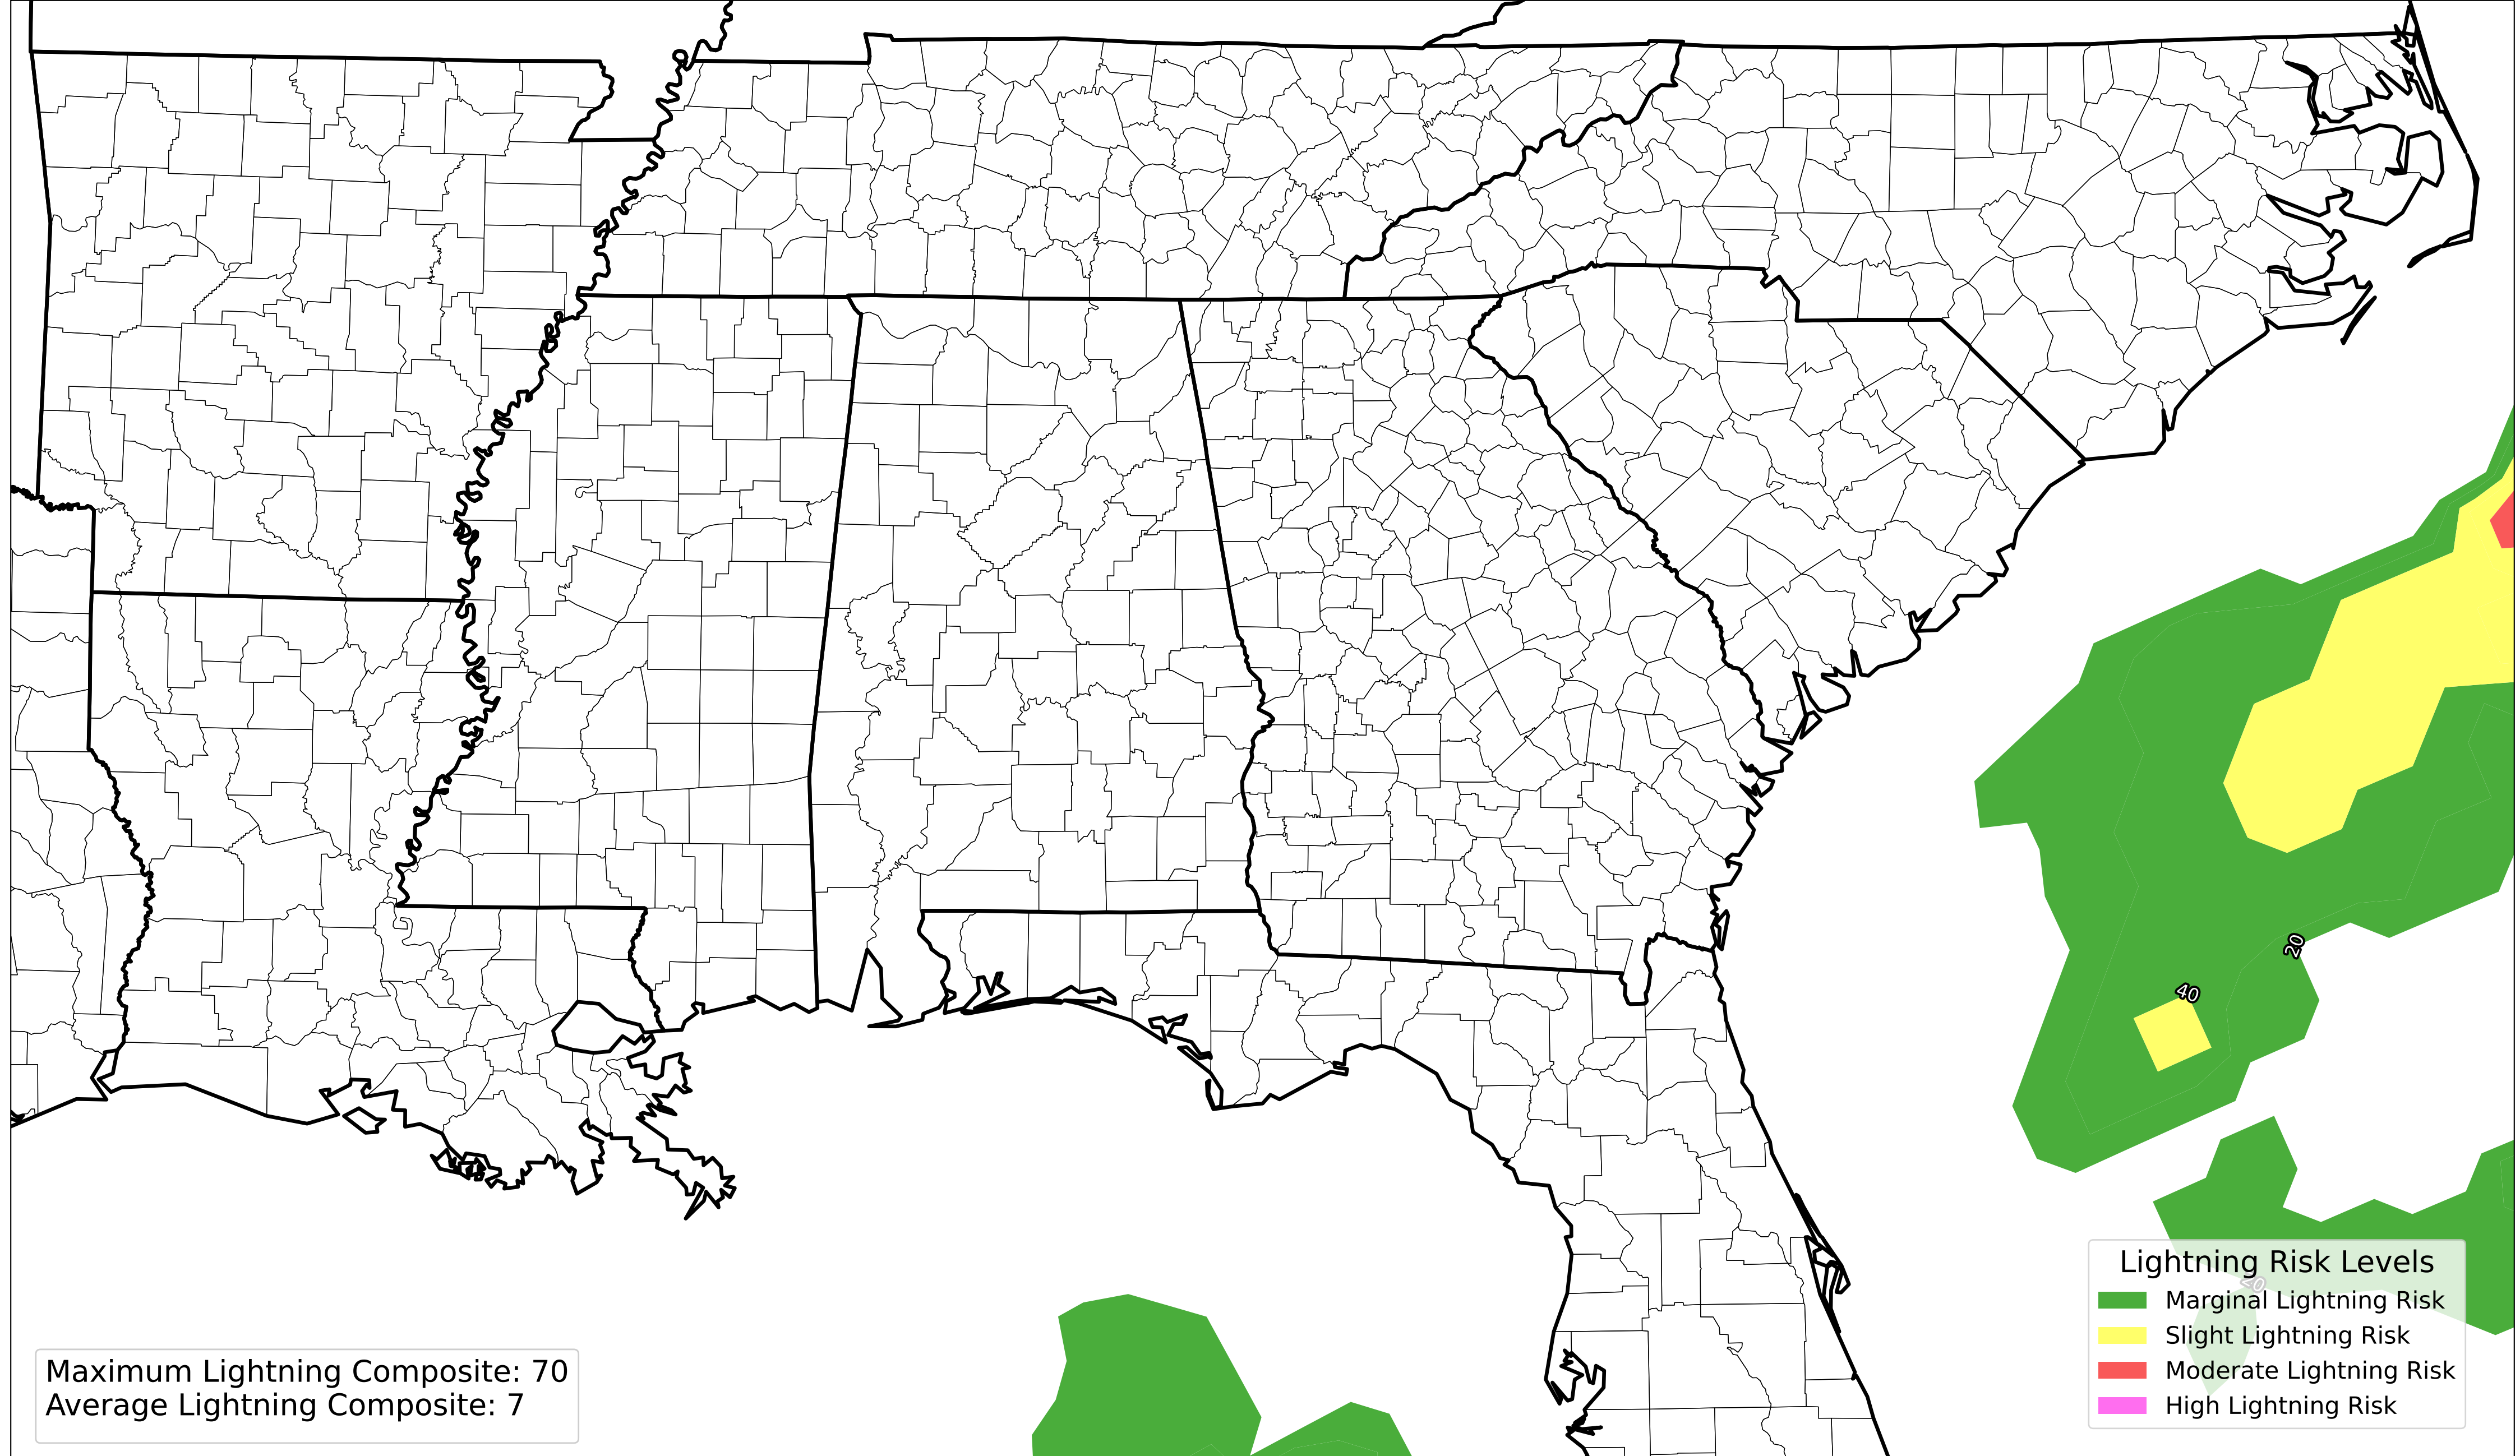 20
40
Lightning Risk Levels
Marginal Lightning Risk
Slight Lightning Risk
Moderate Lightning Risk
High Lightning Risk
Maximum Lightning Composite: 70
Average Lightning Composite: 7